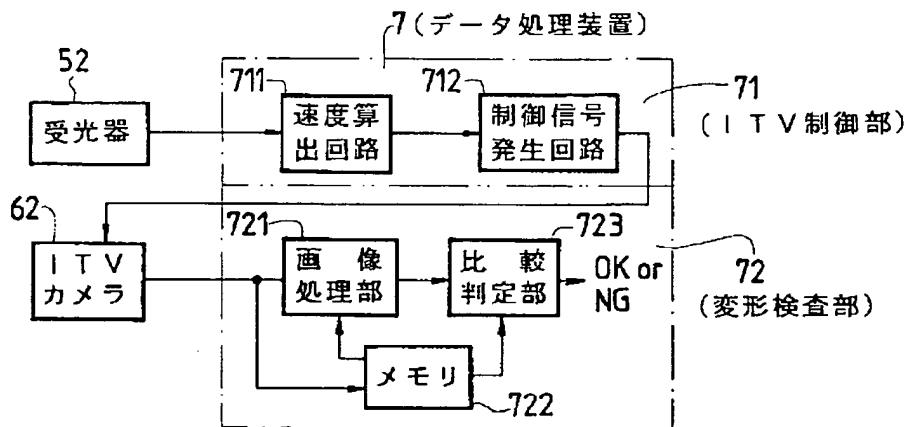 7(データ処理装置)
52
受光器
711
速度算
出回路
712
制御信号
発生回路
71
(ITV制御部)
62
ITV
カメラ
721
画像
処理部
723
比較
判定部
OK or
NG
72
(変形検査部)
メモリ
722